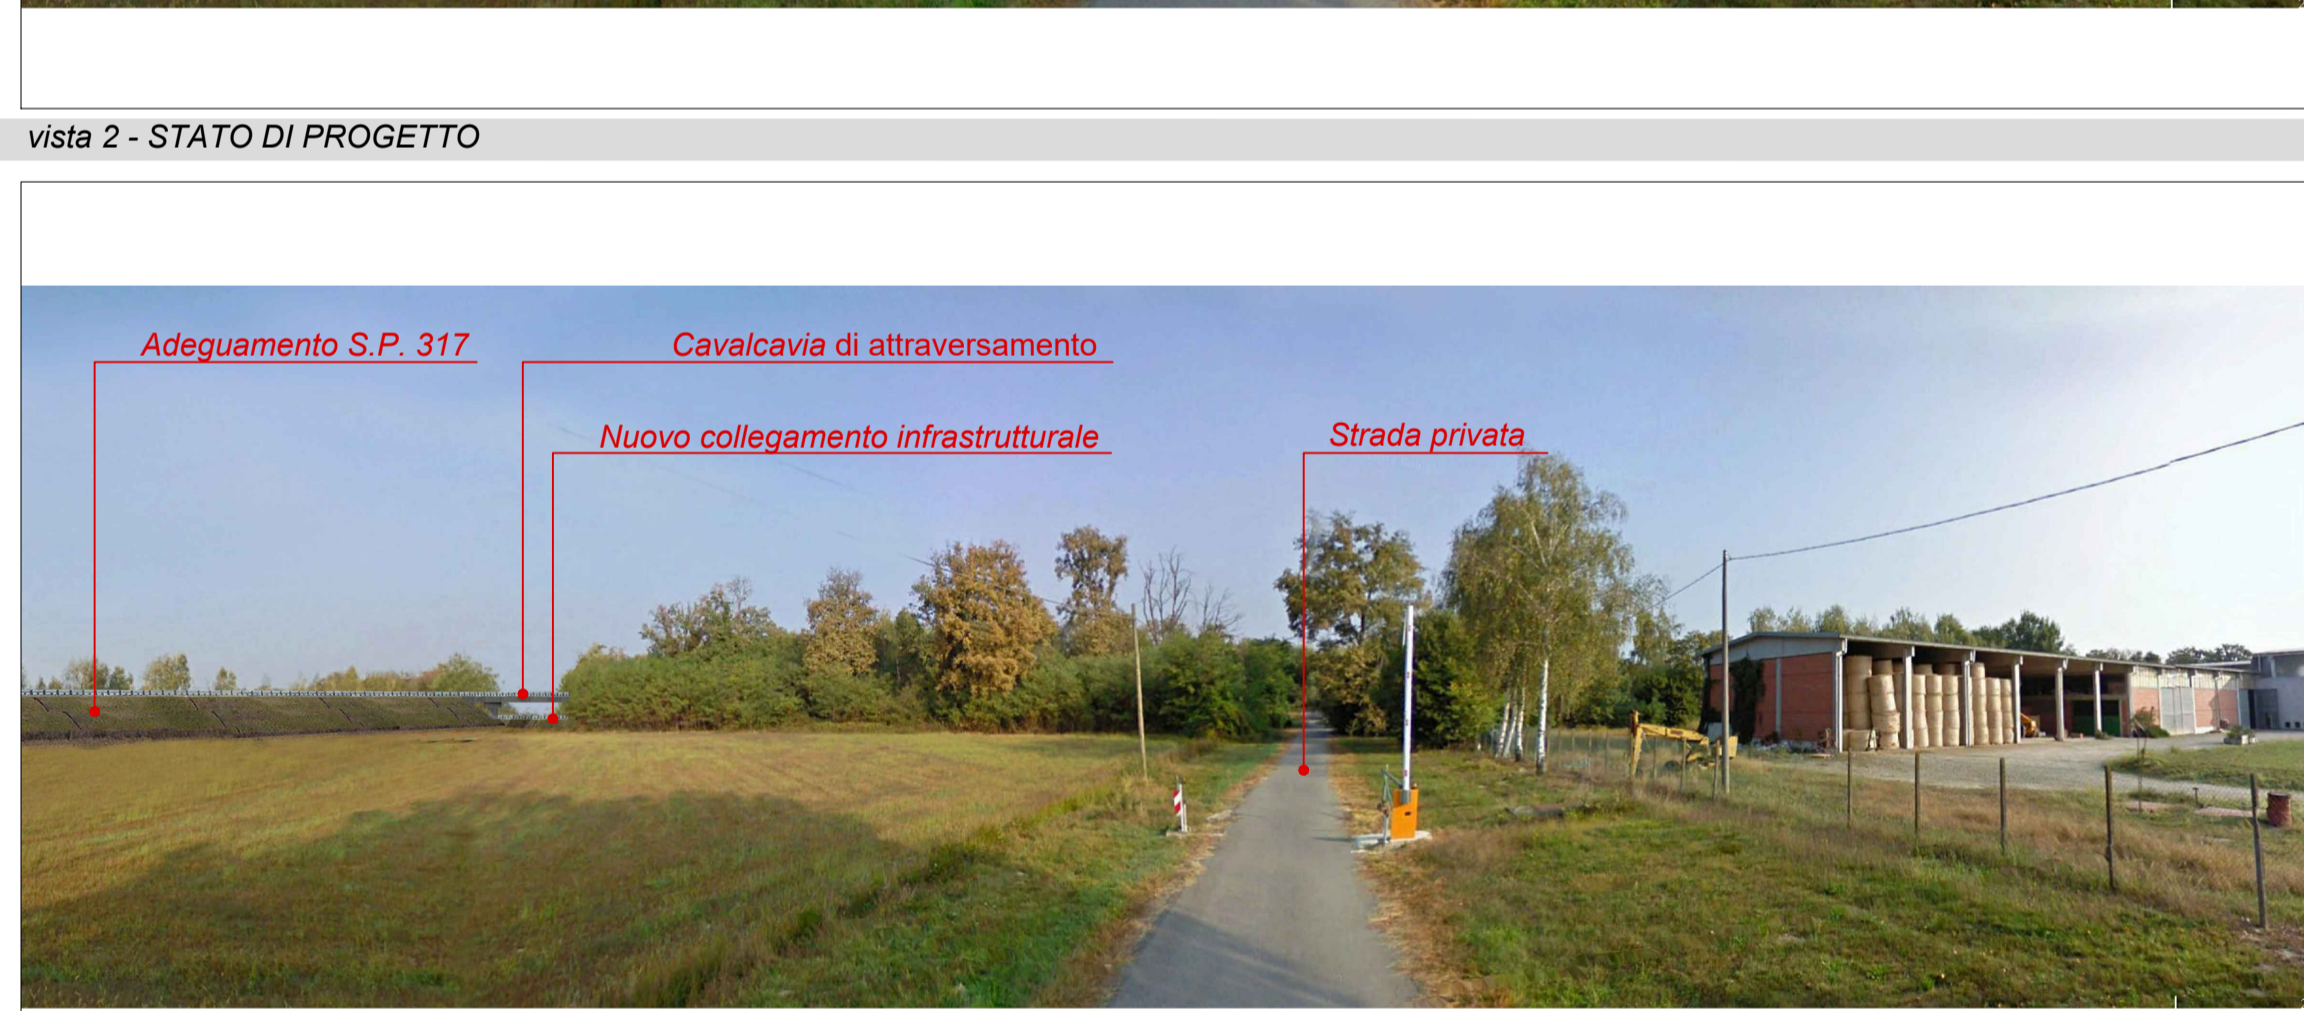 vista 2 - STATO DI PROGETTO
Adeguamento S.P. 317
Cavalcavia di attraversamento
Nuovo collegamento infrastrutturale
Strada privata